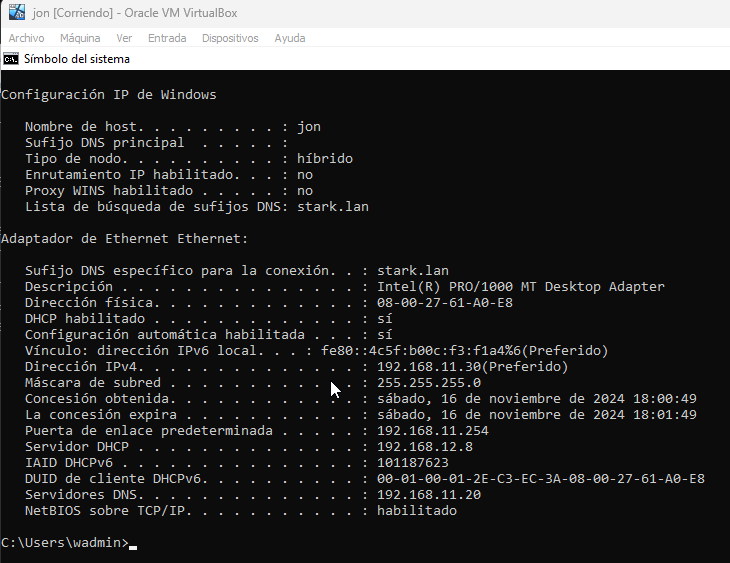 jon [Corriendo] - Oracle VM VirtualBox
Archivo Máquina Ver Entrada Dispositivos Ayuda
C:\. Símbolo del sistema
Configuración IP de Windows
Nombre de host. . . . . . . . . : jon
Sufijo DNS principal . . . . . :
Tipo de nodo. . . . . . . . . . : híbrido
Enrutamiento IP habilitado. . . : no
Proxy WINS habilitado . . . . . : no
Lista de búsqueda de sufijos DNS: stark.lan
Adaptador de Ethernet Ethernet:
Sufijo DNS específico para la conexión. . : stark.lan
Descripción . . . . . . . . . . . . . . . : Intel(R) PRO/1000 MT Desktop Adapter
Dirección física. . . . . . . . . . . . . : 08-00-27-61-A0-E8
DHCP habilitado . . . . . . . . . . . . . : sí
Configuración automática habilitada . . . : sí
Vínculo: dirección IPv6 local. . . : fe80::4c5f:b00c:f3:f1a4%6(Preferido)
Dirección IPv4. . . . . . . . . . . . . . : 192.168.11.30(Preferido)
Máscara de subred . . . . . . . . . . . . : 255.255.255.0
Concesión obtenida. . . . . . . . . . . . : sábado, 16 de noviembre de 2024 18:00:49
La concesión expira . . . . . . . . . . . : sábado, 16 de noviembre de 2024 18:01:49
Puerta de enlace predeterminada . . . . . : 192.168.11.254
Servidor DHCP . . . . . . . . . . . . . . : 192.168.12.8
IAID DHCPv6 . . . . . . . . . . . . . . . : 101187623
DUID de cliente DHCPv6. . . . . . . . . . : 00-01-00-01-2E-C3-EC-3A-08-00-27-61-A0-E8
Servidores DNS. . . . . . . . . . . . . . : 192.168.11.20
NetBIOS sobre TCP/IP. . . . . . . . . . . : habilitado
C:\Users\wadmin>